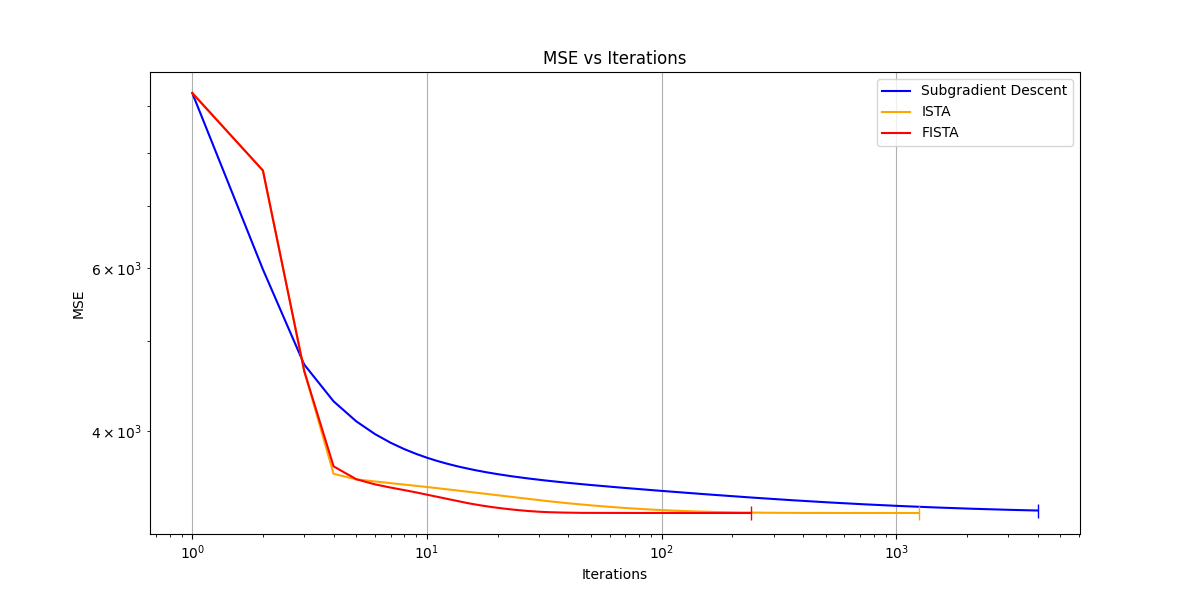 MSE vs Iterations
Subgradient Descent
ISTA
FISTA
6 × 10³
4 × 10³
MSE
10⁰ 10¹ 10² 10³
Iterations